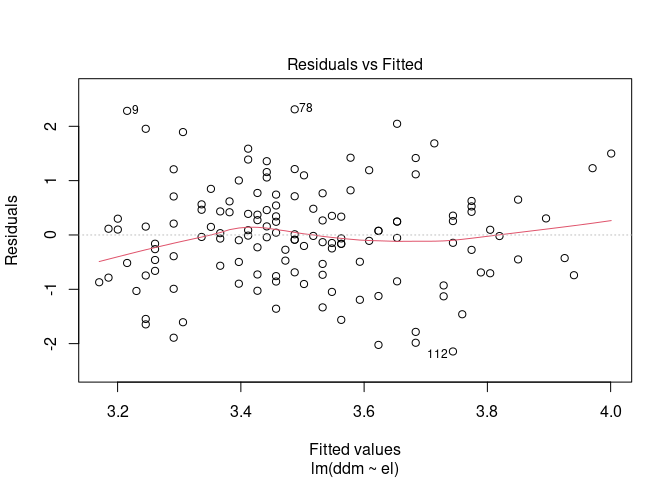 Residuals vs Fitted
Residuals
2
1
0
-1
-2
9
78
112
3.2 3.4 3.6 3.8 4.0
Fitted values
lm(ddm ~ el)